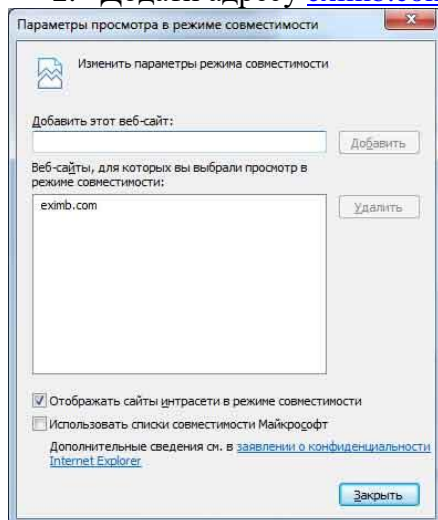 Додати адресу
Параметры просмотра в режиме совместимости
Изменить параметры режима совместимости
Добавить этот веб-сайт:
Добавить
Веб-сайты, для которых вы выбрали просмотр в
режиме совместимости:
eximb.com
Удалить
Отображать сайты интрасети в режиме совместимости
Использовать списки совместимости Майкрософт
Дополнительные сведения см. в заявлении о конфиденциальности
Internet Explorer
Закрыть